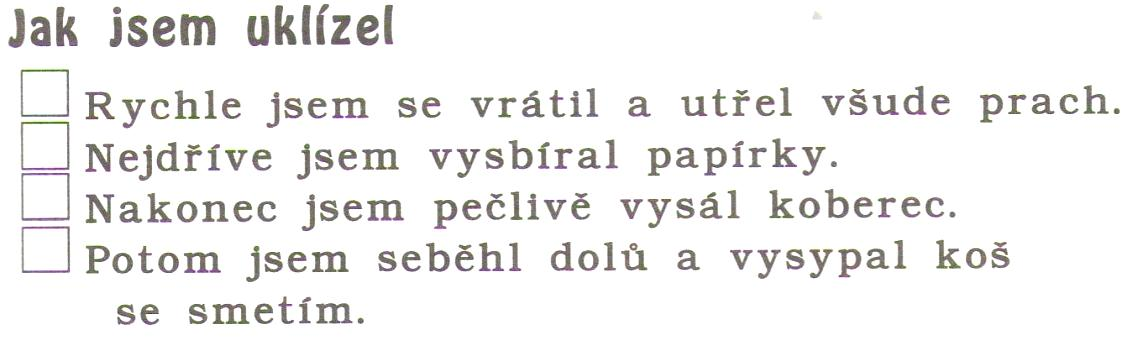 Jak jsem uklízel
Rychle jsem se vrátil a utřel všude prach.
Nejdříve jsem vysbíral papírky.
Nakonec jsem pečlivě vysál koberec.
Potom jsem seběhl dolů a vysypal koš
se smetím.